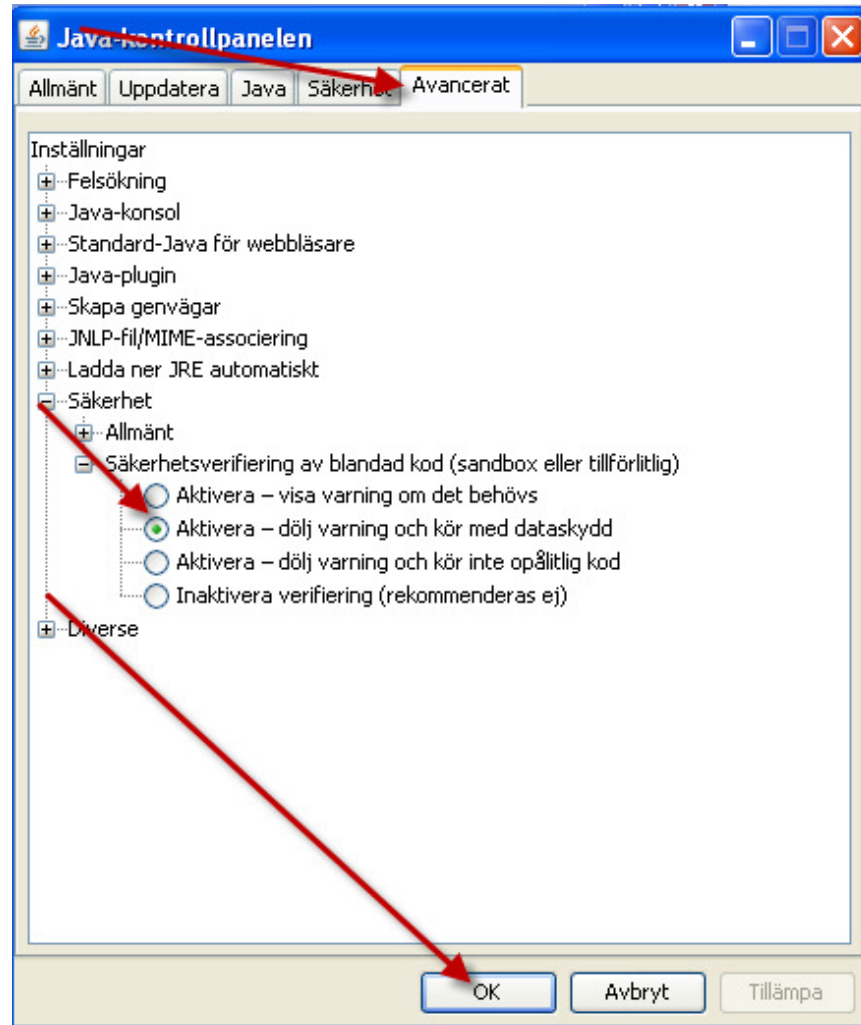 Java-kontrollpanelen
Allmänt Uppdatera Java Säkerhet Avancerat
Inställningar
Felsökning
Java-konsol
Standard-Java för webbläsare
Java-plugin
Skapa genvägar
JNLP-fil/MIME-associering
Ladda ner JRE automatiskt
Säkerhet
Allmänt
Säkerhetsverifiering av blandad kod (sandbox eller tillförlitlig)
Aktivera – visa varning om det behövs
Aktivera – dölj varning och kör med dataskydd
Aktivera – dölj varning och kör inte opålitlig kod
Inaktivera verifiering (rekommenderas ej)
Diverse
OK Avbryt Tillämpa